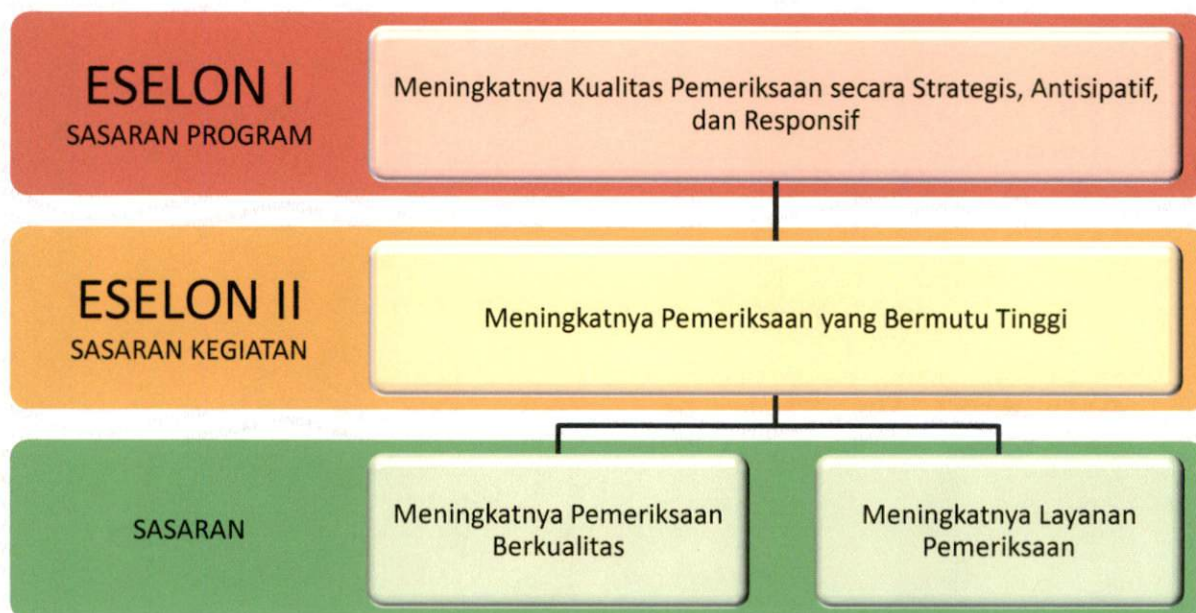 ESELON I
SASARAN PROGRAM
Meningkatnya Kualitas Pemeriksaan secara Strategis, Antisipatif,
dan Responsif
ESELON II
SASARAN KEGIATAN
Meningkatnya Pemeriksaan yang Bermutu Tinggi
SASARAN
Meningkatnya Pemeriksaan
Berkualitas
Meningkatnya Layanan
Pemeriksaan